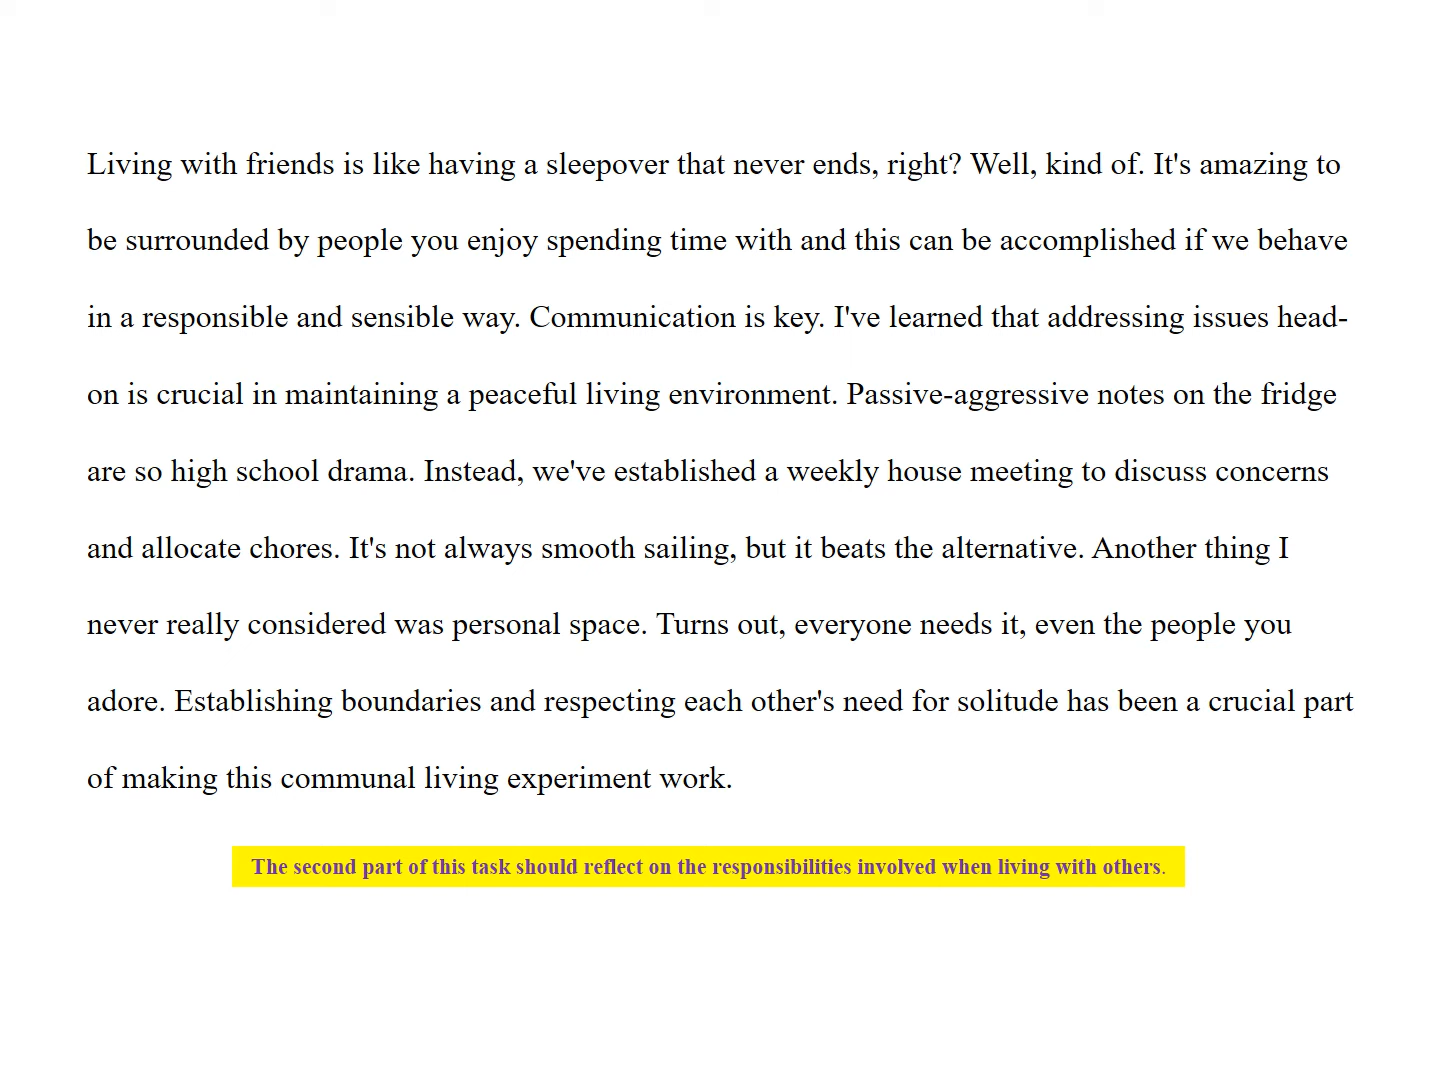 Living with friends is like having a sleepover that never ends, right? Well, kind of. It's amazing to
be surrounded by people you enjoy spending time with and this can be accomplished if we behave
in a responsible and sensible way. Communication is key. I've learned that addressing issues head-
on is crucial in maintaining a peaceful living environment. Passive-aggressive notes on the fridge
are so high school drama. Instead, we've established a weekly house meeting to discuss concerns
and allocate chores. It's not always smooth sailing, but it beats the alternative. Another thing I
never really considered was personal space. Turns out, everyone needs it, even the people you
adore. Establishing boundaries and respecting each other's need for solitude has been a crucial part
of making this communal living experiment work.
The second part of this task should reflect on the responsibilities involved when living with others.